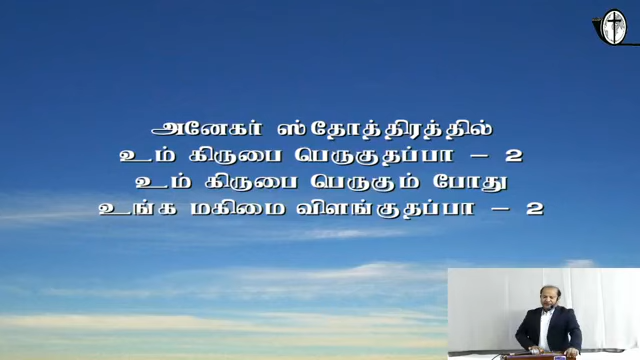 அனேகர் ஸ்தோத்திரத்தில்
உம் கிருபை பெருகுதப்பா – 2
உம் கிருபை பெருகும் போது
உங்க மகிமை விளங்குதப்பா – 2